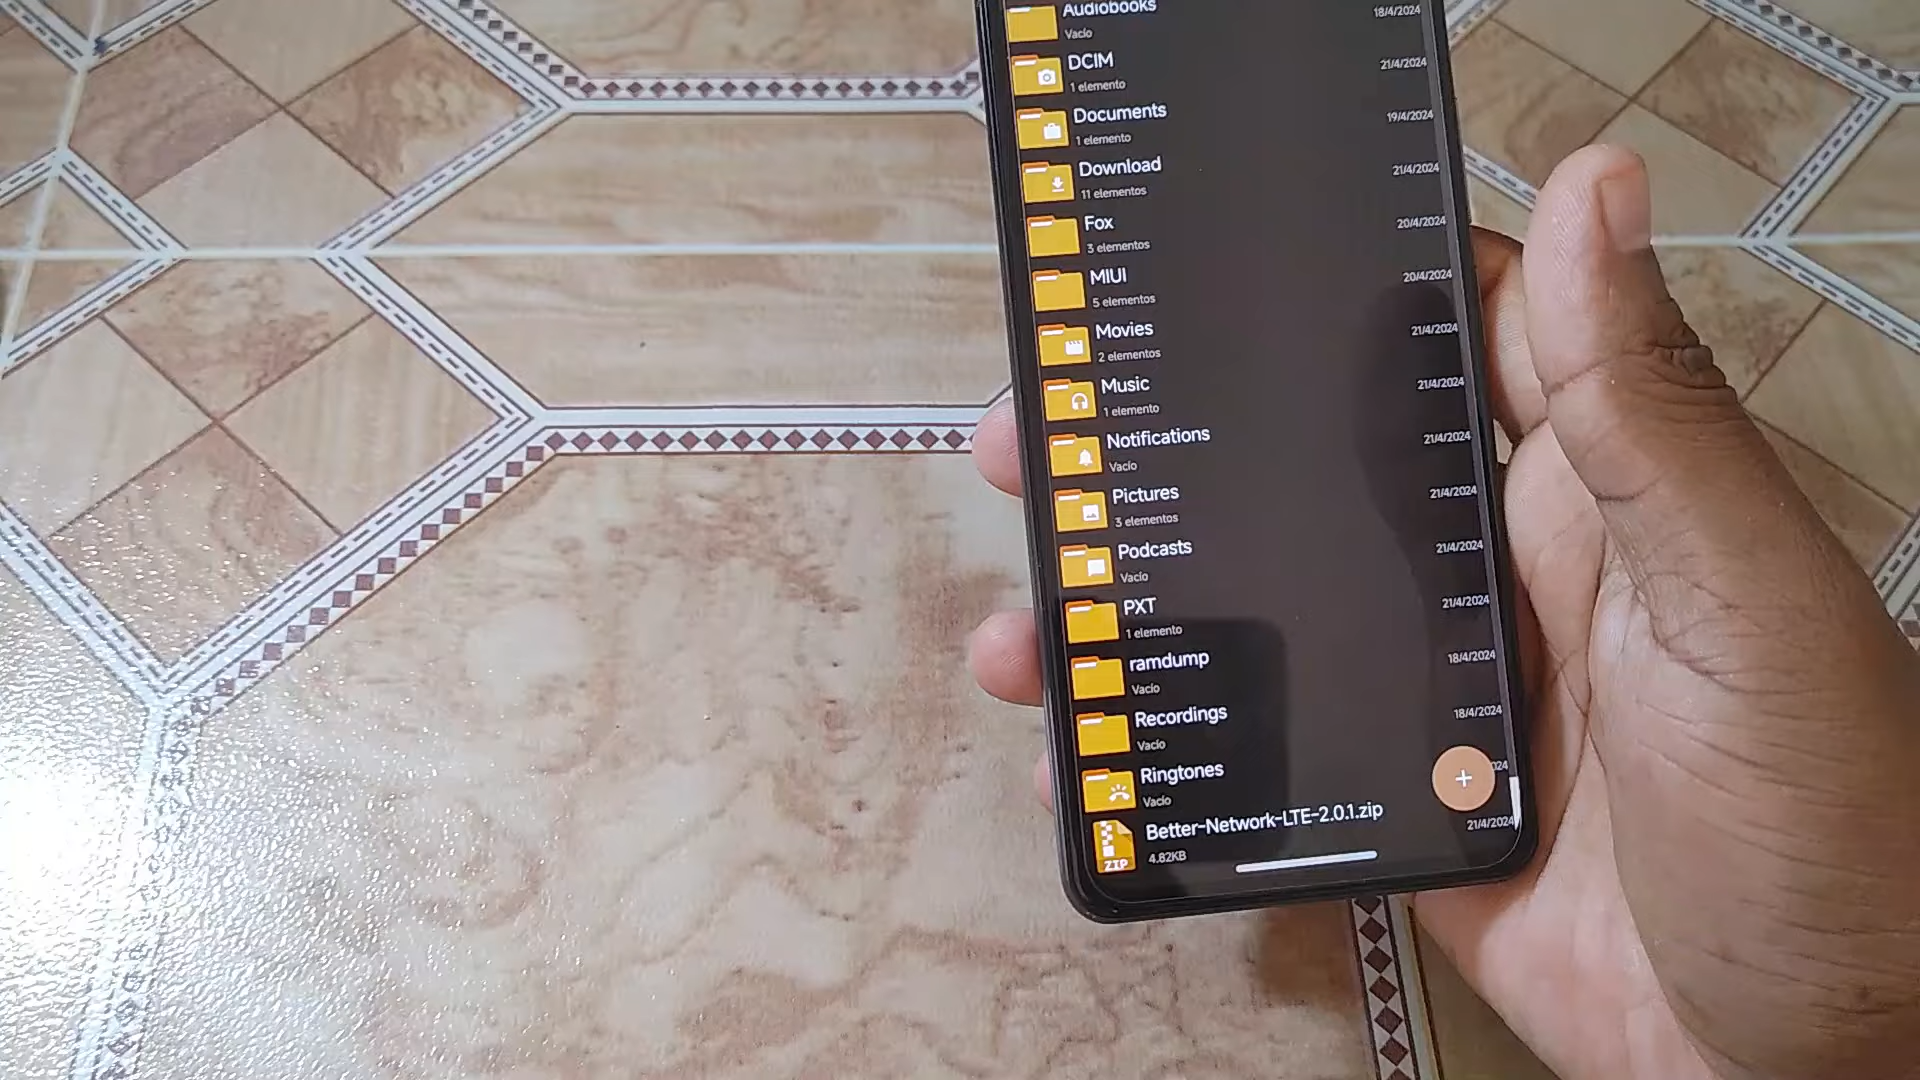 Audiobooks
18/4/2024
Vacío
DCIM
21/4/2024
1 elemento
Documents
19/4/2024
1 elemento
Download
21/4/2024
11 elementos
Fox
20/4/2024
3 elementos
MIUI
20/4/2024
5 elementos
Movies
21/4/2024
2 elementos
Music
21/4/2024
1 elemento
Notifications
21/4/2024
Vacío
Pictures
21/4/2024
3 elementos
Podcasts
21/4/2024
Vacío
PXT
21/4/2024
1 elemento
ramdump
18/4/2024
Vacío
Recordings
18/4/2024
Vacío
Ringtones
024
Vacío
Better-Network-LTE-2.0.1.zip
21/4/2024
4.82KB
ZIP